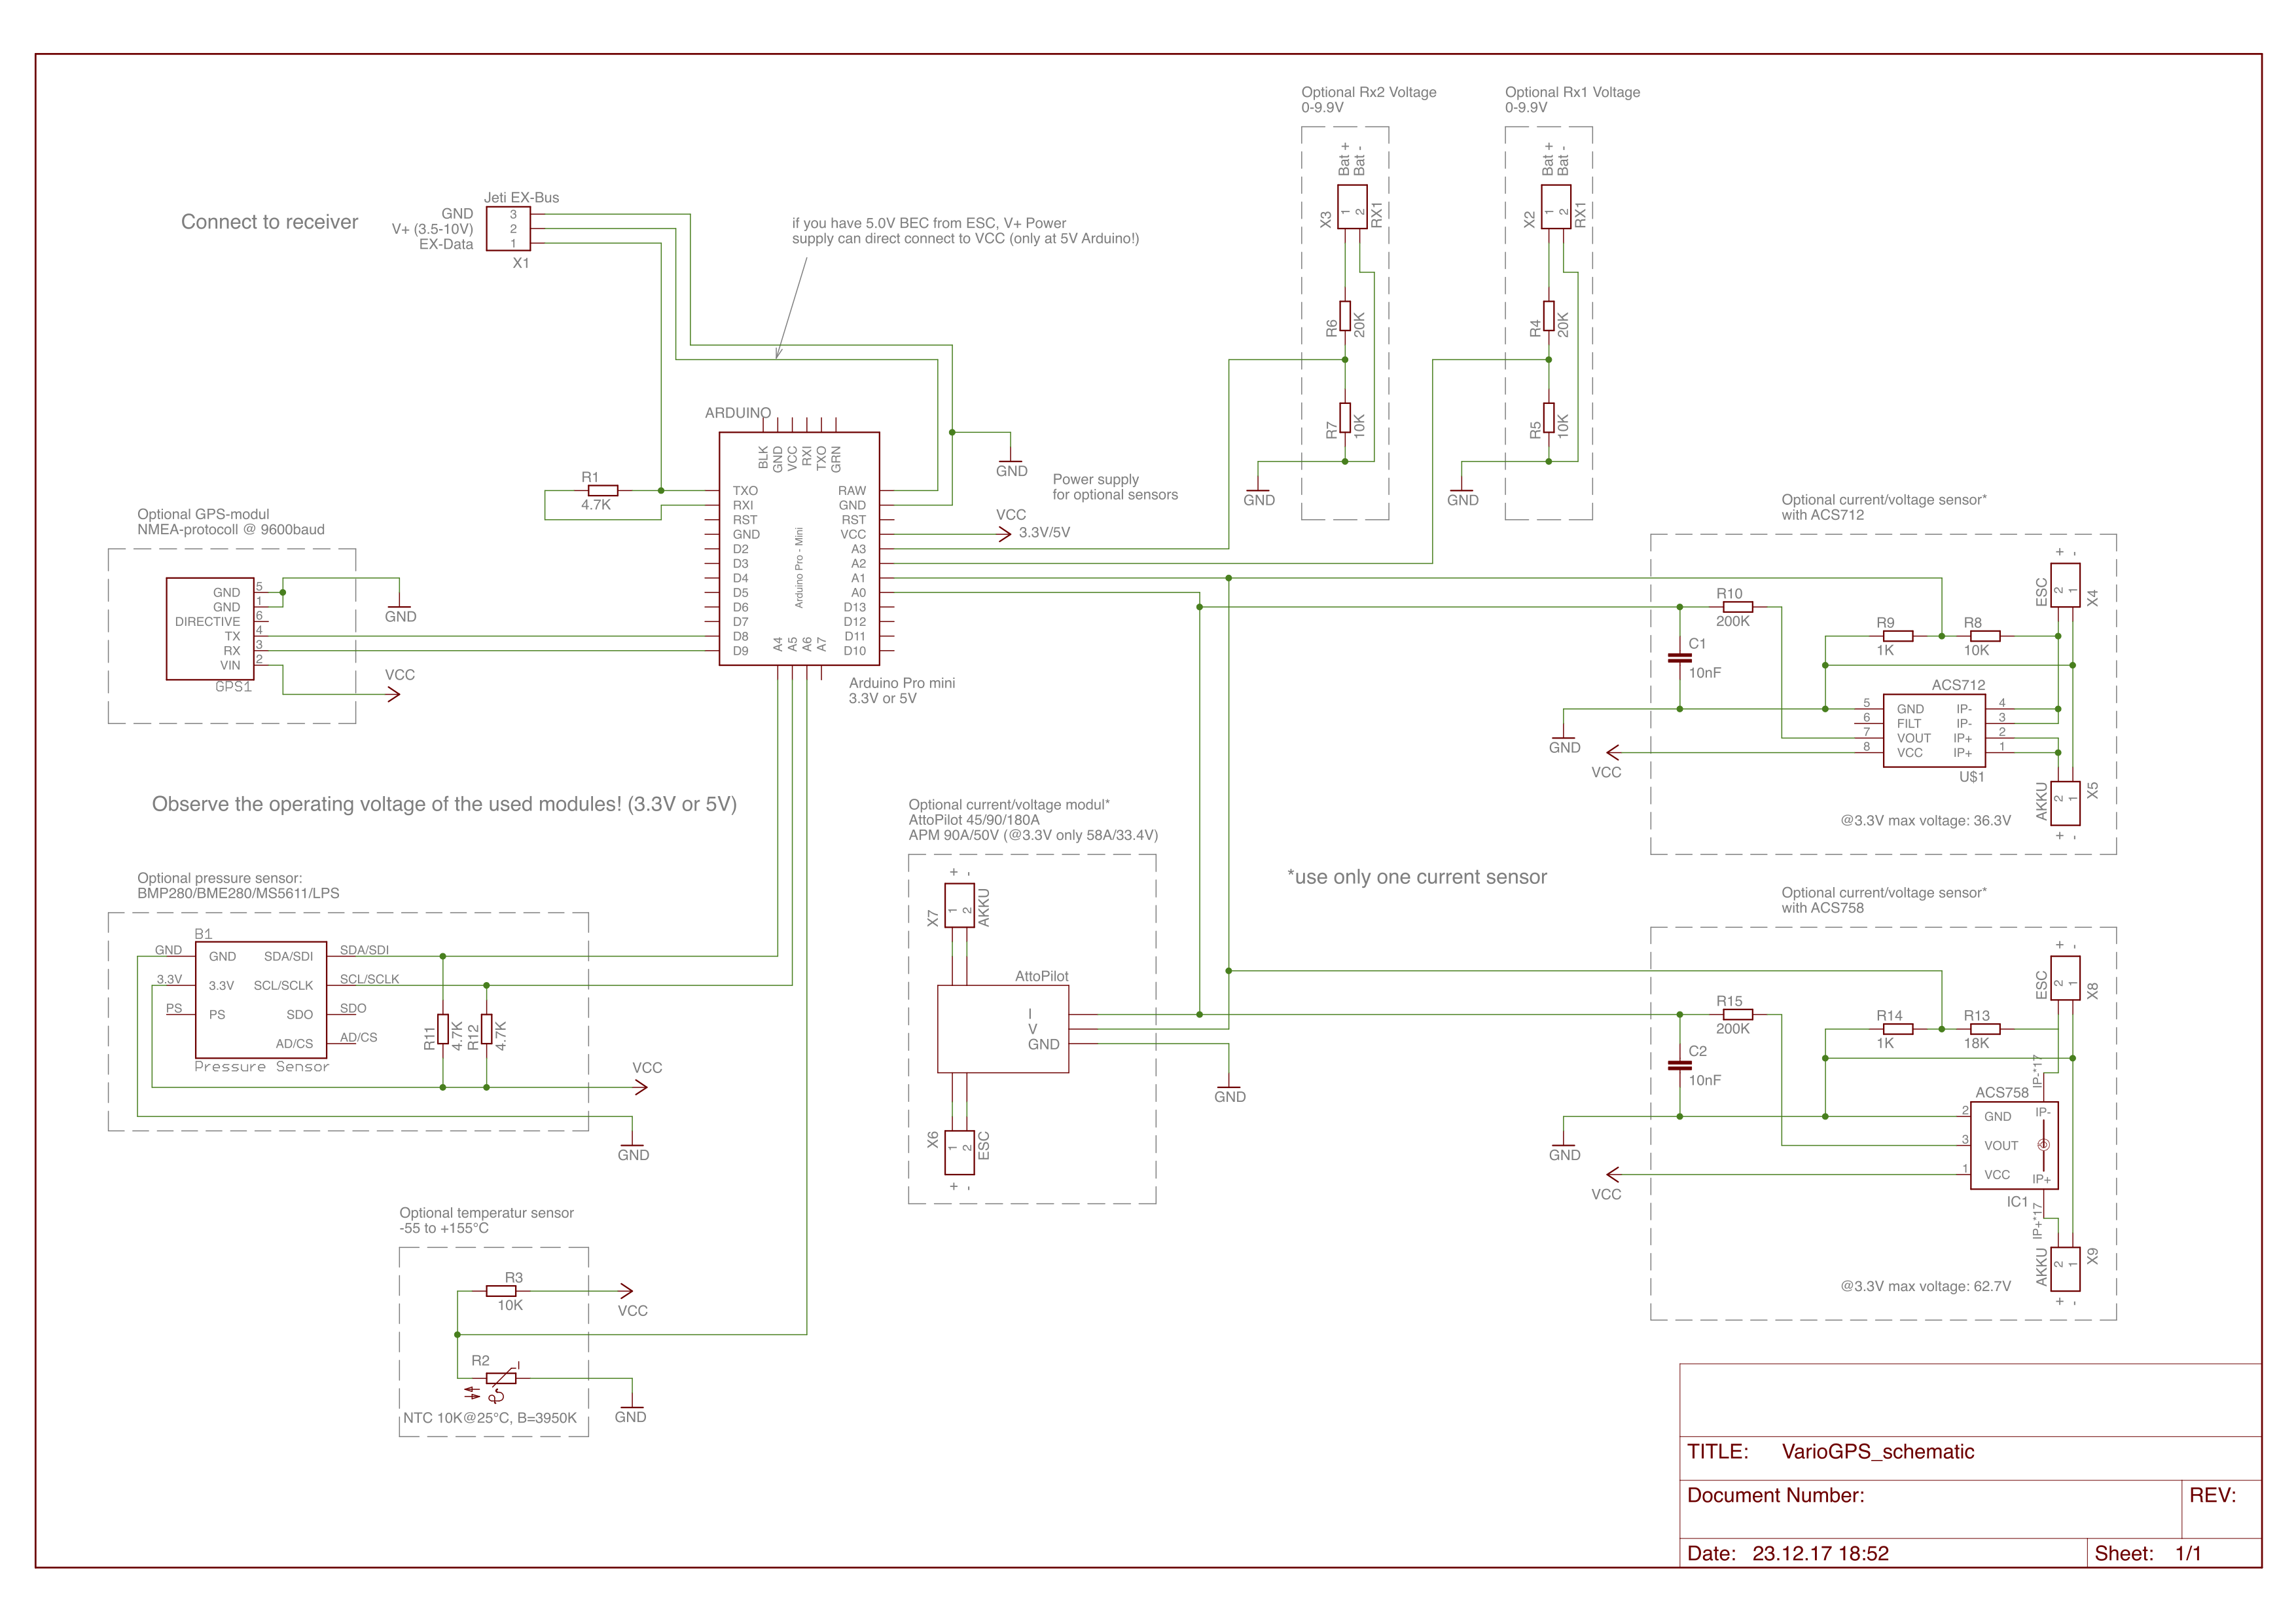 Optional Rx2 Voltage
0-9.9V
Optional Rx1 Voltage
0-9.9V
Bat +
Bat -
X3
1
2
RX1
R6
20K
R7
10K
GND
Bat +
Bat -
X2
1
2
RX1
R4
20K
R5
10K
GND
Connect to receiver
Jeti EX-Bus
GND
V+ (3.5-10V)
EX-Data
3
2
1
X1
if you have 5.0V BEC from ESC, V+ Power
supply can direct connect to VCC (only at 5V Arduino!)
ARDUINO
BLK
GND
VCC
RXI
TXO
GRN
TXO
RXI
RST
GND
D2
D3
D4
D5
D6
D7
D8
D9
Arduino Pro - Mini
RAW
GND
RST
VCC
A3
A2
A1
A0
D13
D12
D11
D10
A4
A5
A6
A7
Arduino Pro mini
3.3V or 5V
R1
4.7K
GND
Power supply
for optional sensors
VCC
3.3V/5V
Optional GPS-modul
NMEA-protocoll @ 9600baud
GND
GND
DIRECTIVE
TX
RX
VIN
5
1
6
4
3
2
GPS1
GND
VCC
Observe the operating voltage of the used modules! (3.3V or 5V)
Optional pressure sensor:
BMP280/BME280/MS5611/LPS
B1
GND
3.3V
PS
GND
3.3V
PS
SDA/SDI
SCL/SCLK
SDO
AD/CS
SDA/SDI
SCL/SCLK
SDO
AD/CS
Pressure Sensor
R11
4.7K
R12
4.7K
VCC
GND
Optional temperatur sensor
-55 to +155°C
R3
10K
VCC
R2
NTC 10K@25°C, B=3950K
GND
Optional current/voltage modul*
AttoPilot 45/90/180A
APM 90A/50V (@3.3V only 58A/33.4V)
+ -
X7
1
2
AKKU
AttoPilot
I
V
GND
X6
1
2
ESC
+ -
GND
*use only one current sensor
Optional current/voltage sensor*
with ACS712
+ -
ESC
2
1
X4
R10
200K
R9
1K
R8
10K
C1
10nF
ACS712
5
6
7
8
GND
FILT
VOUT
VCC
IP-
IP-
IP+
IP+
4
3
2
1
U$1
GND
VCC
AKKU
2
1
X5
+ -
@3.3V max voltage: 36.3V
Optional current/voltage sensor*
with ACS758
+ -
ESC
2
1
X8
R15
200K
R14
1K
R13
18K
C2
10nF
IP-*17
ACS758
2
3
1
GND
VOUT
VCC
IP-
IP+
IC1
IP+*17
GND
VCC
AKKU
2
1
X9
+ -
@3.3V max voltage: 62.7V
TITLE: VarioGPS_schematic
Document Number:
REV:
Date: 23.12.17 18:52
Sheet: 1/1